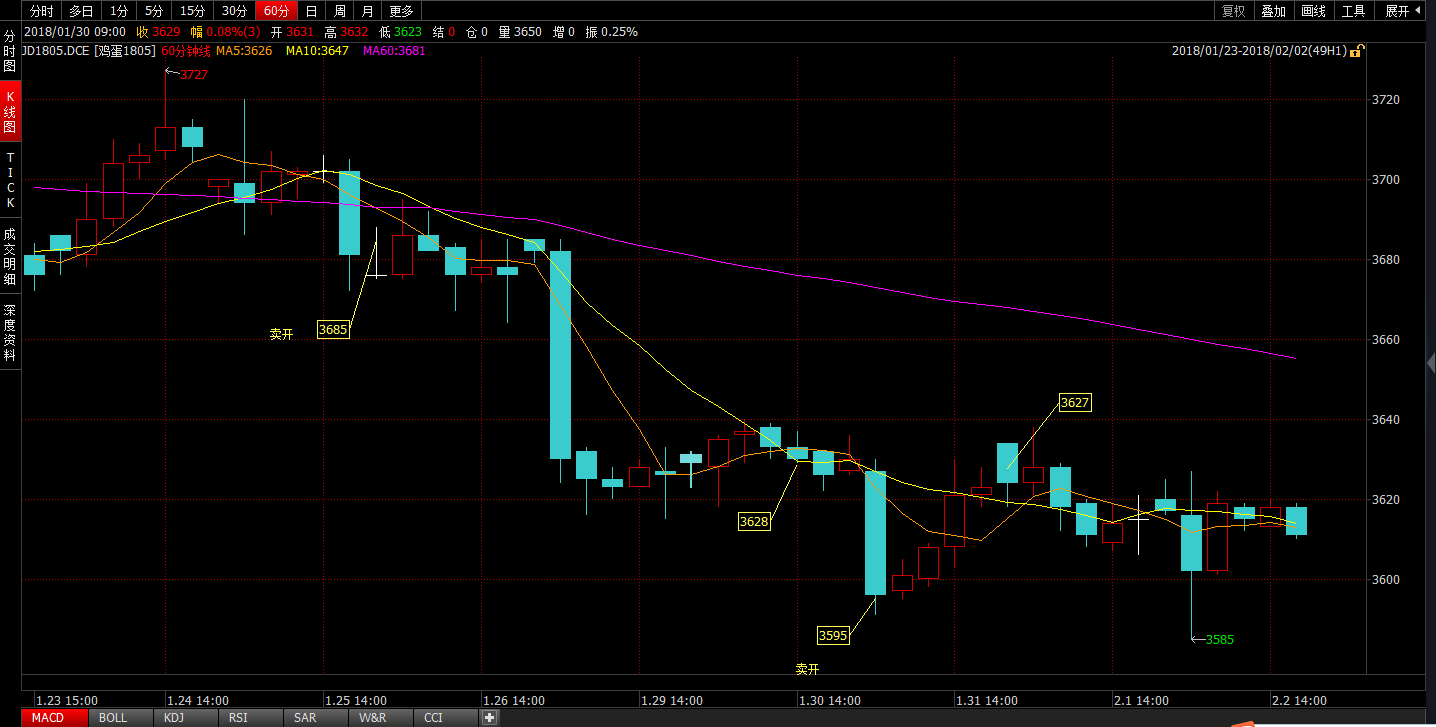 分时 多日 1分 5分 15分 30分 60分 日 周 月 更多 复权 叠加 画线 工具 展开
2018/01/30 09:00 收 3629 幅 0.08%(3) 开 3631 高 3632 低 3623 结 0 仓 0 量 3650 增 0 振 0.25%
JD1805.DCE [鸡蛋1805] 60分钟线 MA5:3626 MA10:3647 MA60:3681 2018/01/23-2018/02/02(49H1)
分时图
K线图
TICK
成交明细
深度资料
3727
3720
3700
3680
3685
卖开
3660
3640
3627
3620
3628
3600
3595
3585
卖开
1.23 15:00 1.24 14:00 1.25 14:00 1.26 14:00 1.29 14:00 1.30 14:00 1.31 14:00 2.1 14:00 2.2 14:00
MACD BOLL KDJ RSI SAR W&R CCI